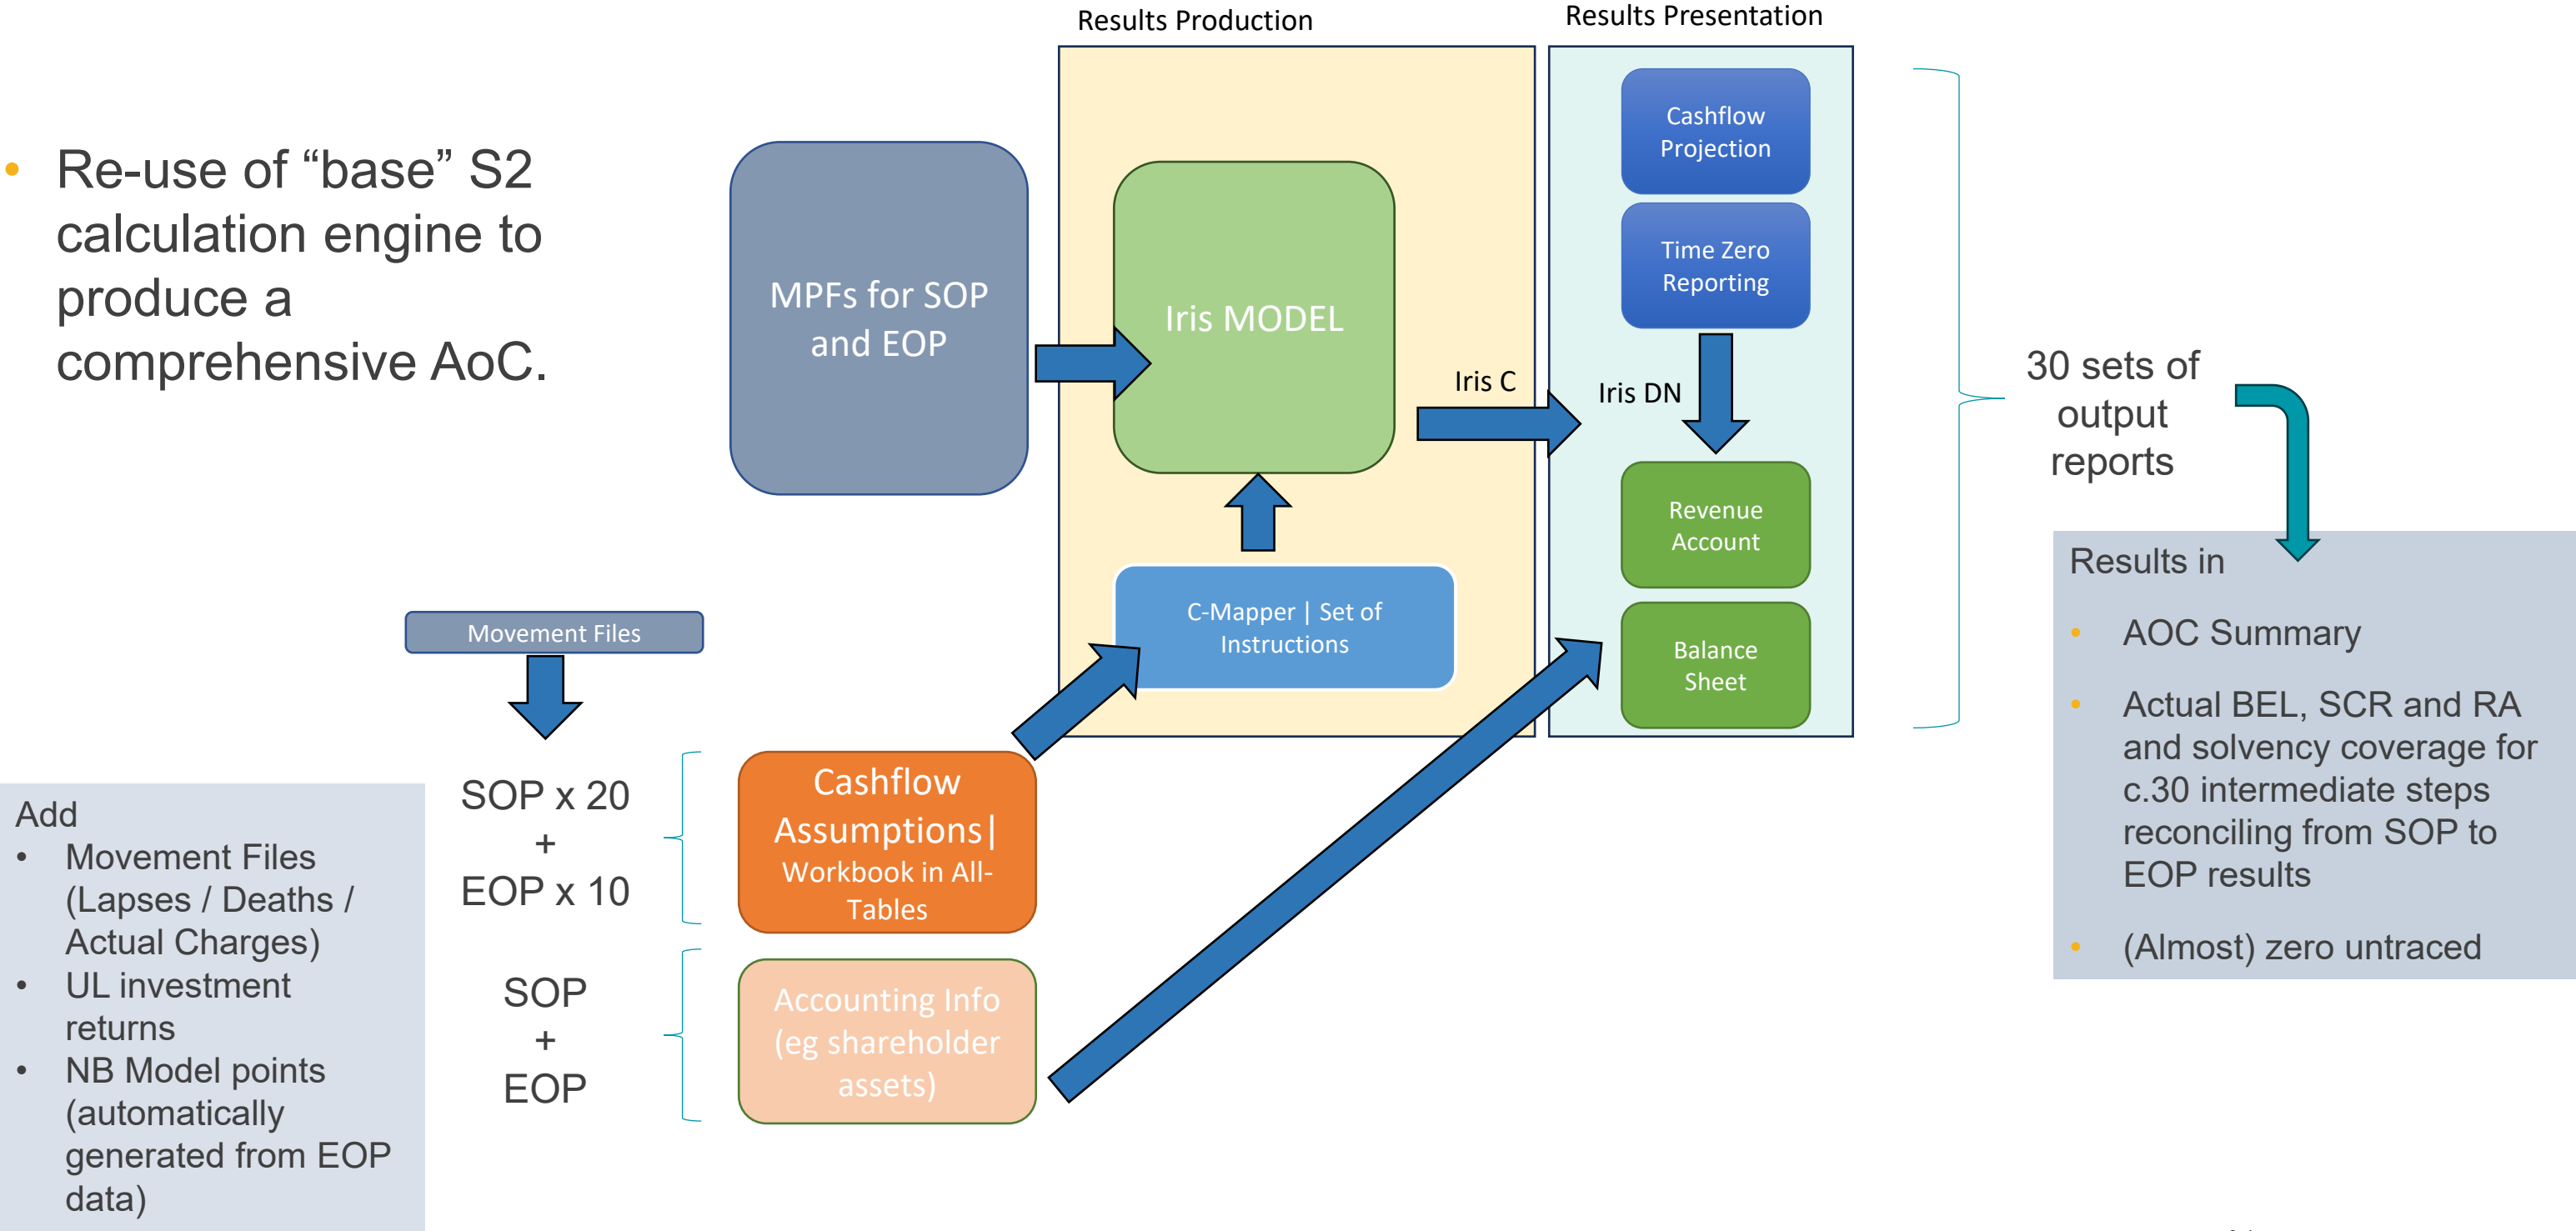 Results Production
Results Presentation
• Re-use of “base” S2
calculation engine to
produce a
comprehensive AoC.
MPFs for SOP
and EOP
Iris MODEL
C-Mapper | Set of
Instructions
Iris C
Iris DN
Cashflow
Projection
Time Zero
Reporting
Revenue
Account
Balance
Sheet
30 sets of
output
reports
Movement Files
SOP x 20
+
EOP x 10
SOP
+
EOP
Cashflow
Assumptions|
Workbook in All-
Tables
Accounting Info
(eg shareholder
assets)
Add
• Movement Files
(Lapses / Deaths /
Actual Charges)
• UL investment
returns
• NB Model points
(automatically
generated from EOP
data)
Results in
• AOC Summary
• Actual BEL, SCR and RA
and solvency coverage for
c.30 intermediate steps
reconciling from SOP to
EOP results
• (Almost) zero untraced